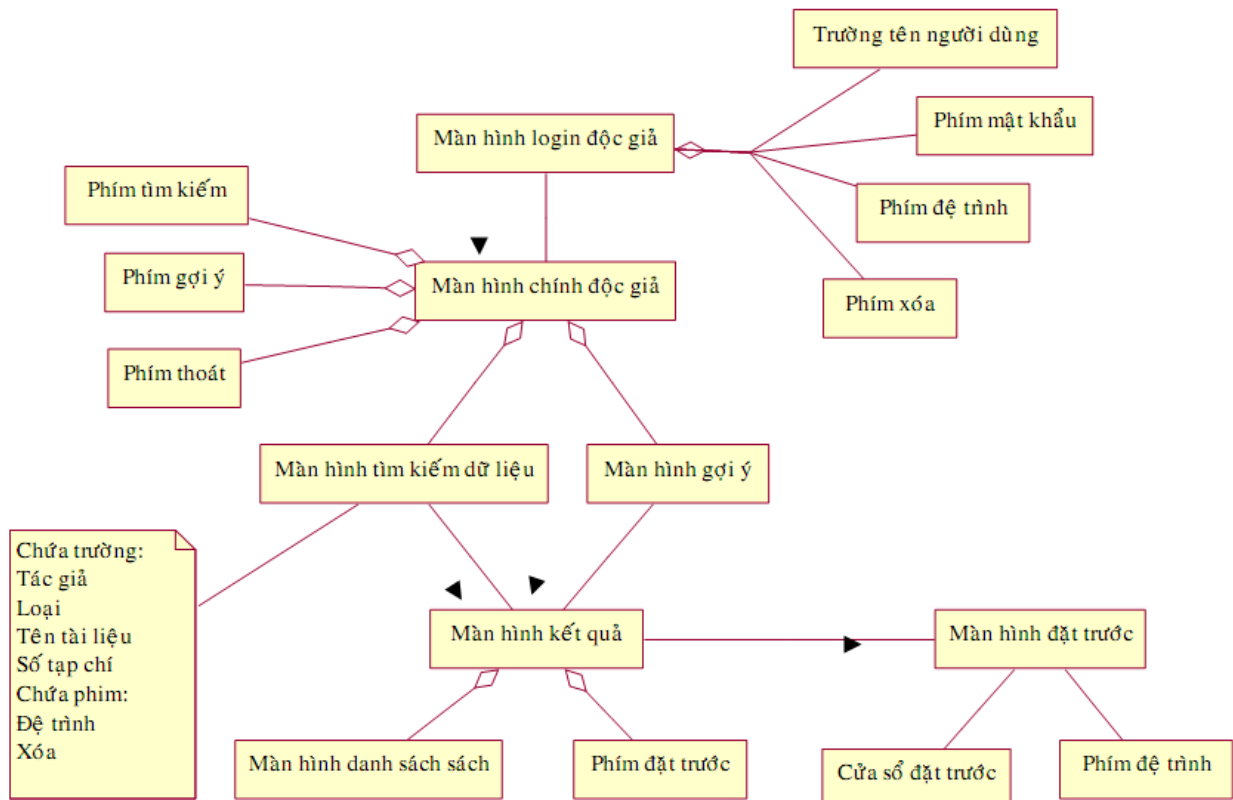 Trường tên người dùng
Màn hình login độc giả
Phím mật khẩu
Phím tìm kiếm
Phím đệ trình
Phím gợi ý
Màn hình chính độc giả
Phím xóa
Phím thoát
Màn hình tìm kiếm dữ liệu
Màn hình gợi ý
Chứa trường:
Tác giả
Loại
Tên tài liệu
Số tạp chí
Chứa phim:
Đệ trình
Xóa
Màn hình kết quả
Màn hình đặt trước
Màn hình danh sách sách
Phím đặt trước
Cửa sổ đặt trước
Phím đệ trình